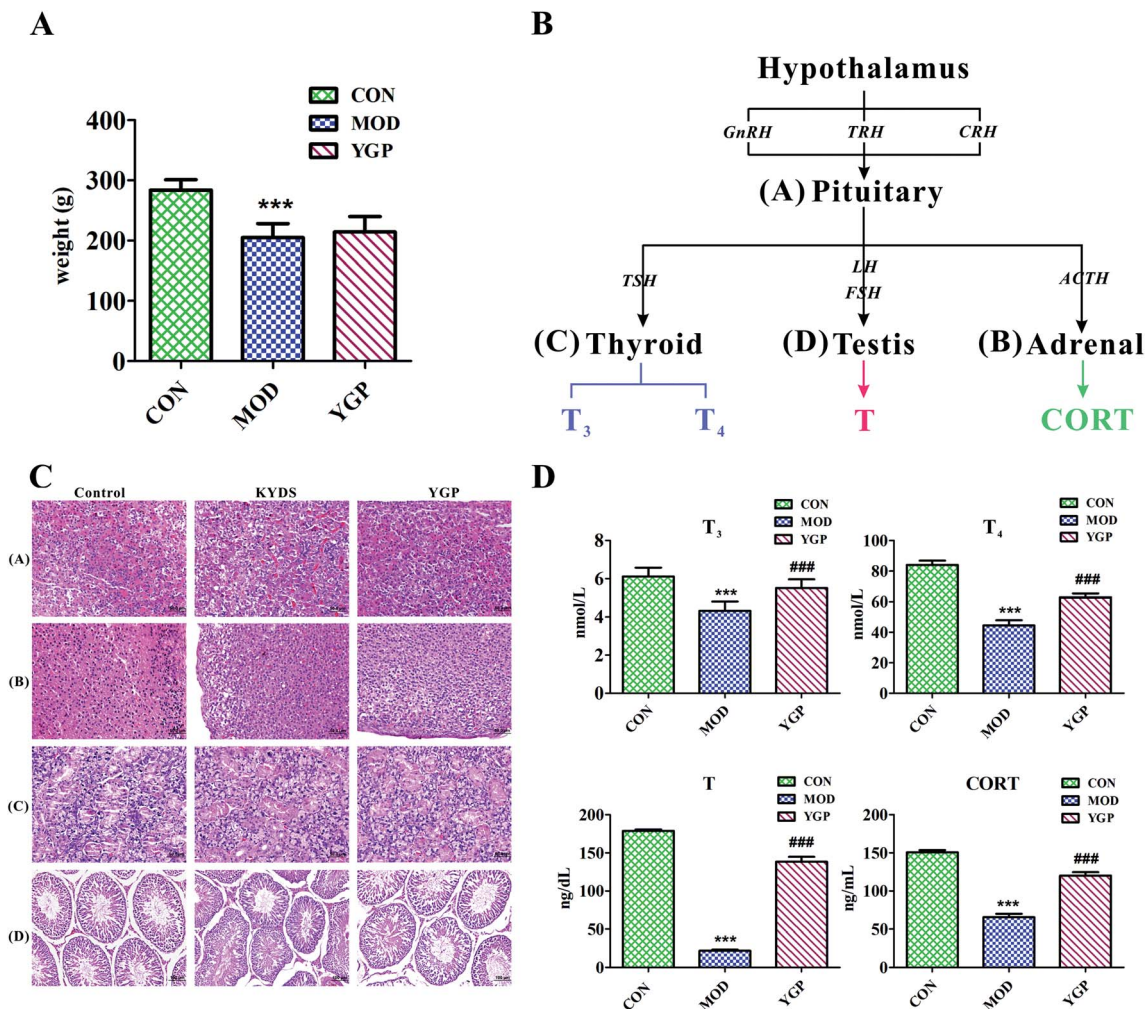 A
CON
MOD
YGP
400
300
200
100
0
weight (g)
***
CON
MOD
YGP
B
Hypothalamus
GnRH TRH CRH
(A) Pituitary
TSH
LH
FSH
ACTH
(C) Thyroid
(D) Testis
(B) Adrenal
T3
T4
T
CORT
C
Control KYDS YGP
(A)
(B)
(C)
(D)
D
CON
MOD
YGP
T3
8
6
4
2
0
nmol/L
***
###
CON
MOD
YGP
CON
MOD
YGP
T4
100
80
60
40
20
0
nmol/L
***
###
CON
MOD
YGP
T
CON
MOD
YGP
200
150
100
50
0
ng/dL
***
###
CON
MOD
YGP
CORT
CON
MOD
YGP
200
150
100
50
0
ng/mL
***
###
CON
MOD
YGP